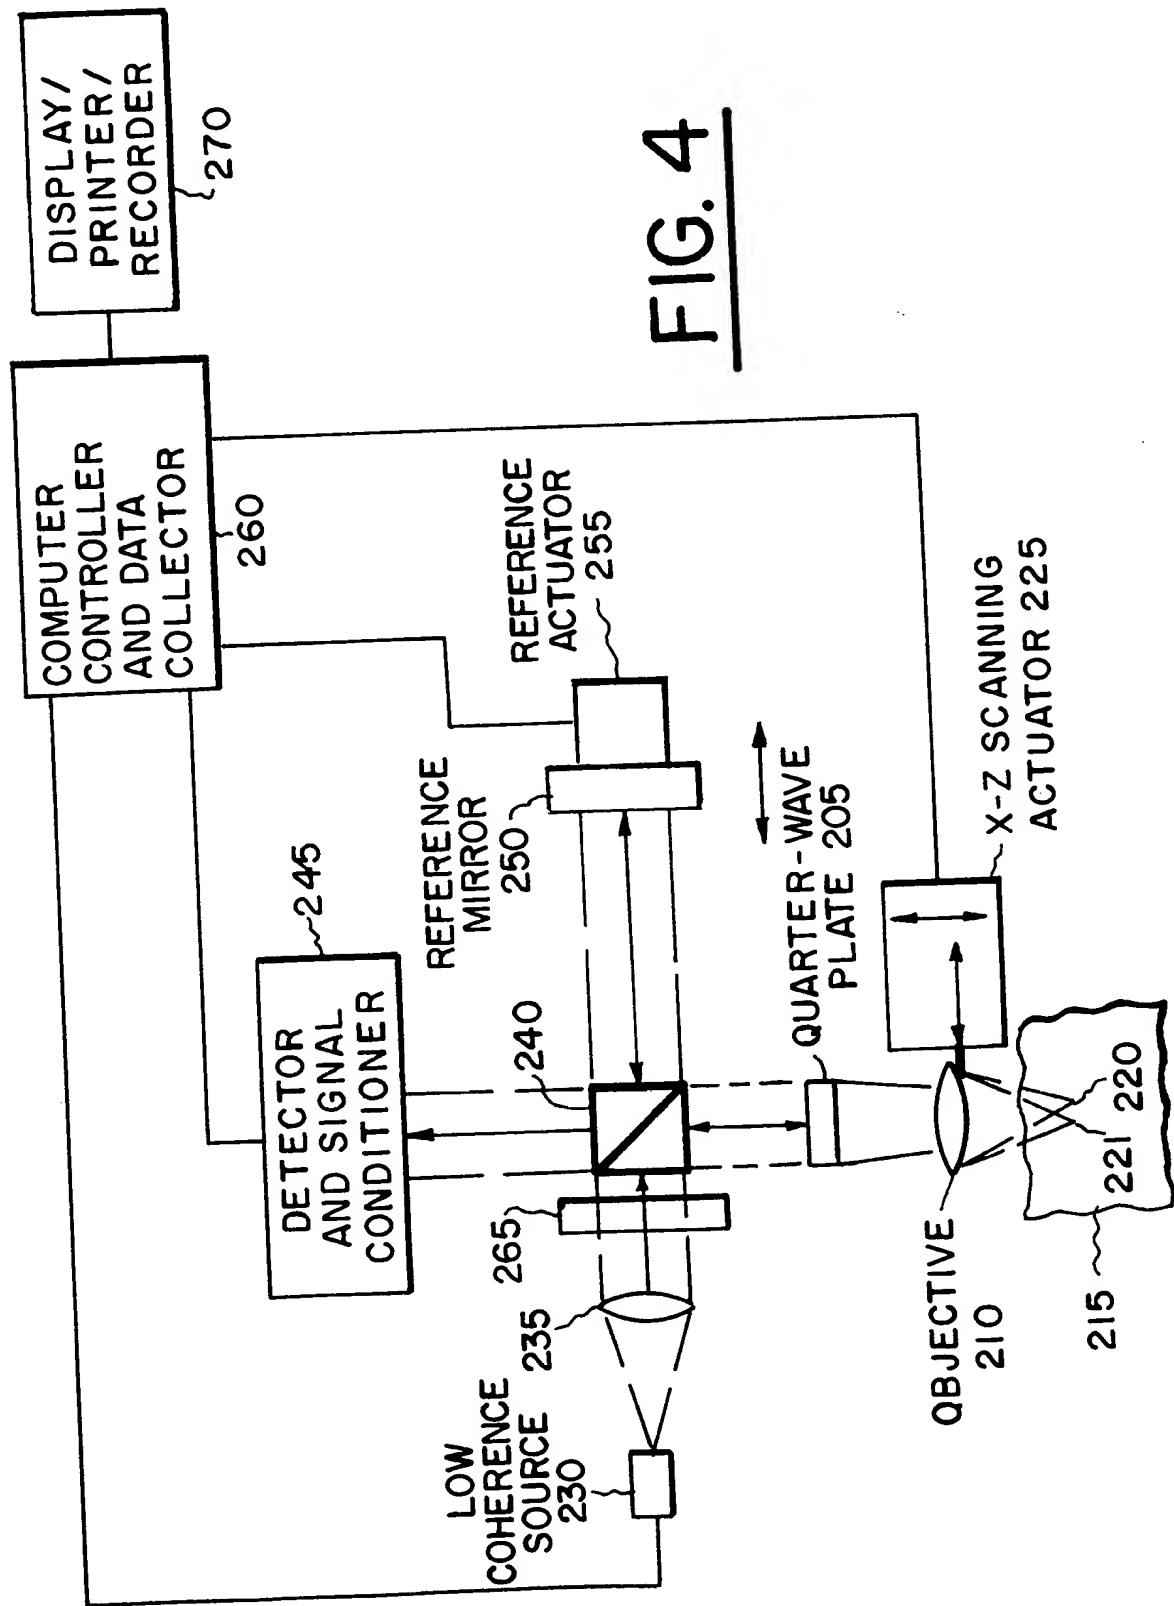 DISPLAY/
PRINTER/
RECORDER
270
COMPUTER
CONTROLLER
AND DATA
COLLECTOR
260
FIG. 4
REFERENCE
ACTUATOR
255
REFERENCE
MIRROR
250
DETECTOR
AND SIGNAL
CONDITIONER
245
240
265
235
LOW
COHERENCE
SOURCE
230
QUARTER-WAVE
PLATE 205
X-Z SCANNING
ACTUATOR 225
QBJECTIVE
210
220
221
215